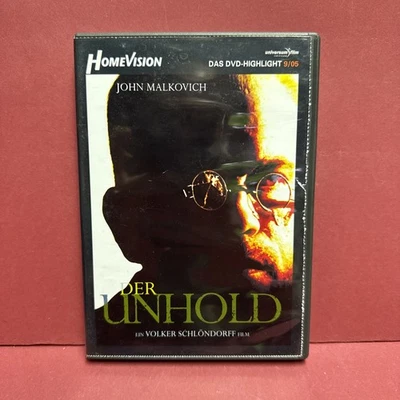 HOMEVISION
DAS DVD-HIGHLIGHT 9/05
universum film
JOHN MALKOVICH
DER
UNHOLD
EIN VOLKER SCHLÖNDORFF FILM